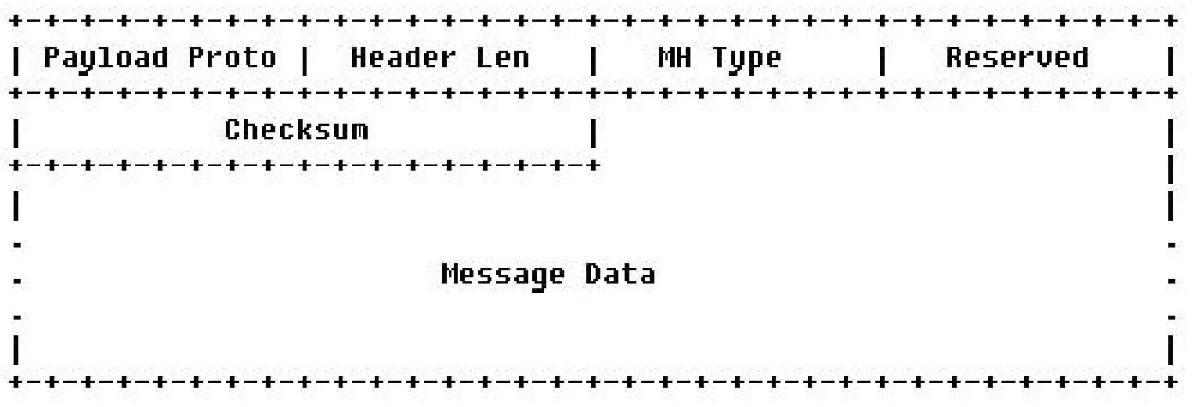 +-+-+-+-+-+-+-+-+-+-+-+-+-+-+-+-+-+-+-+-+-+-+-+-+-+-+-+-+-+-+-+-+
| Payload Proto |  Header Len   |   MH Type     |   Reserved    |
+-+-+-+-+-+-+-+-+-+-+-+-+-+-+-+-+-+-+-+-+-+-+-+-+-+-+-+-+-+-+-+-+
|           Checksum            |                               |
+-+-+-+-+-+-+-+-+-+-+-+-+-+-+-+-+                               |
|                                                               |
.                                                               .
.                       Message Data                            .
.                                                               .
|                                                               |
+-+-+-+-+-+-+-+-+-+-+-+-+-+-+-+-+-+-+-+-+-+-+-+-+-+-+-+-+-+-+-+-+